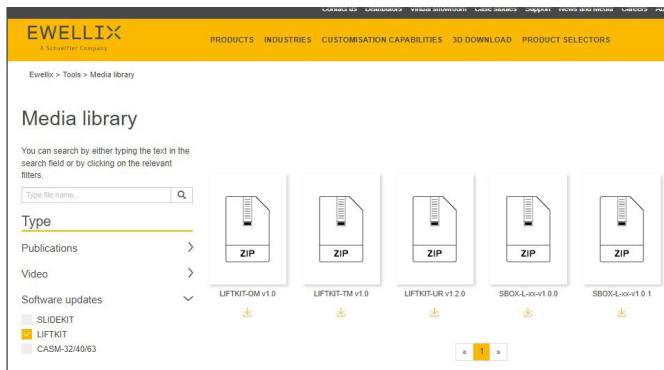 Contact us Distributors Virtual showroom Case studies Support News and Media Careers
EWELLIX
A Schaeffler Company
PRODUCTS INDUSTRIES CUSTOMISATION CAPABILITIES 3D DOWNLOAD PRODUCT SELECTORS
Ewellix > Tools > Media library
Media library
You can search by either typing the text in the
search field or by clicking on the relevant
filters.
Type file name...
Type
Publications
Video
Software updates
SLIDEKIT
LIFTKIT
CASM-32/40/63
ZIP ZIP ZIP ZIP ZIP
LIFTKIT-OM v1.0 LIFTKIT-TM v1.0 LIFTKIT-UR v1.2.0 SBOX-L-xx-v1.0.0 SBOX-L-xx-v1.0.1
« 1 »